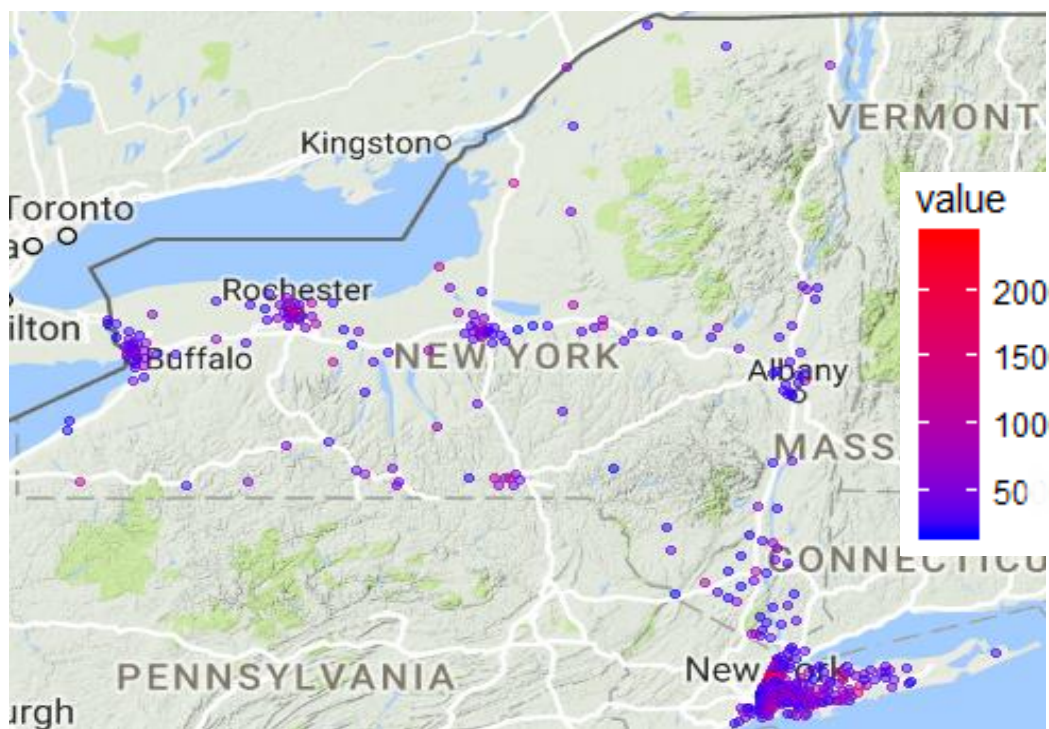 VERMONT
Kingston
Toronto
a
value
Rochester
200
ilton
NEW YORK
150
Buffalo
Albany
100
MASSA
50
CONNECTICU
PENNSYLVANIA
New York
urgh